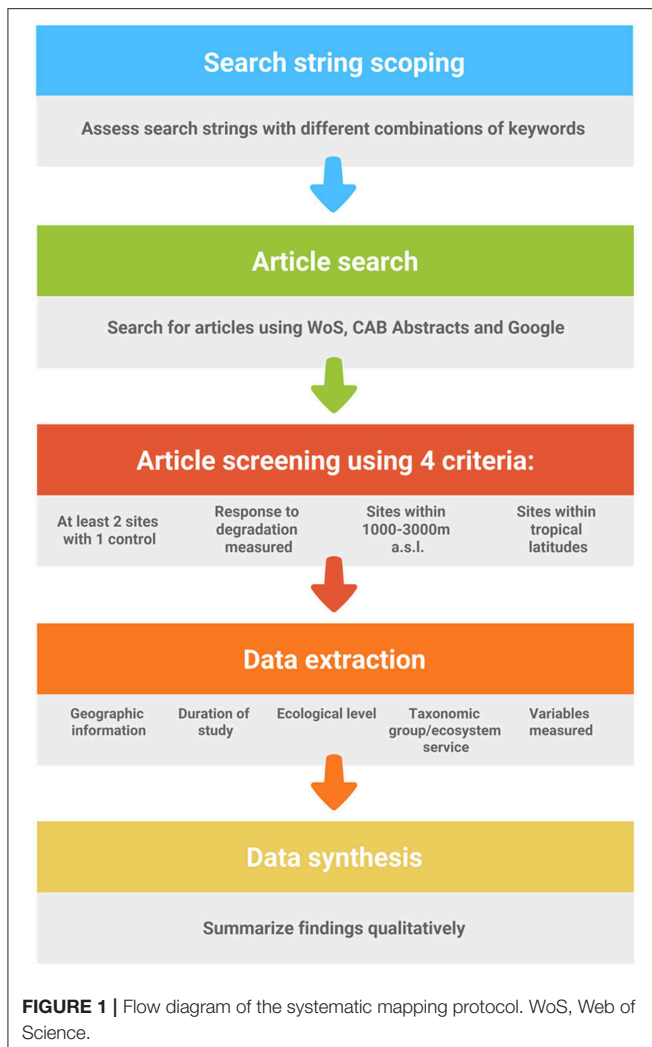 Search string scoping
Assess search strings with different combinations of keywords
Article search
Search for articles using WoS, CAB Abstracts and Google
Article screening using 4 criteria:
At least 2 sites
with 1 control
Response to
degradation
measured
Sites within
1000-3000m
a.s.l.
Sites within
tropical
latitudes
Data extraction
Geographic
information
Duration of
study
Ecological level
Taxonomic
group/ecosystem
service
Variables
measured
Data synthesis
Summarize findings qualitatively
FIGURE 1 | Flow diagram of the systematic mapping protocol. WoS, Web of
Science.